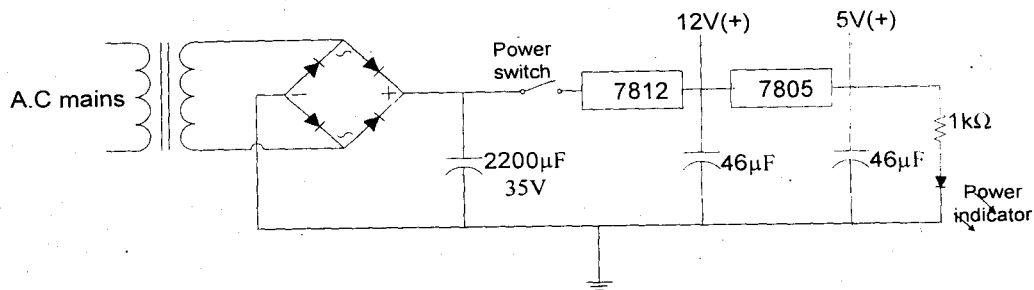 12V(+)
5V(+)
Power
switch
A.C mains
~
7812
7805
−
+
1kΩ
~
2200µF
35V
46µF
46µF
Power
indicator